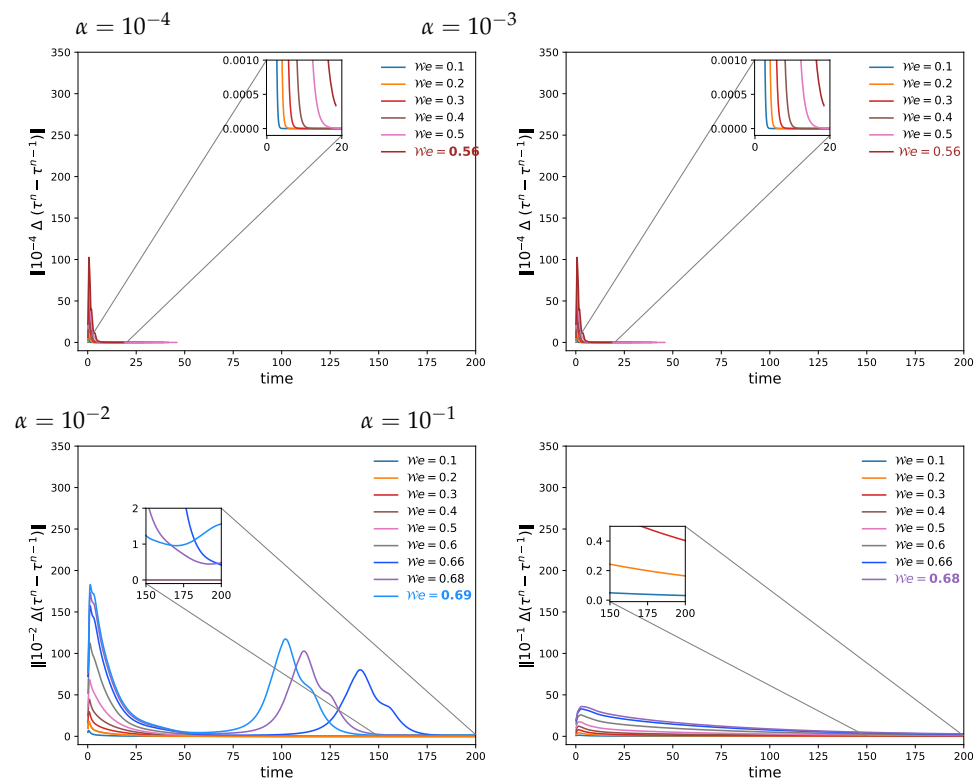 α = 10⁻⁴
α = 10⁻³
350
300
250
200
150
100
50
0
‖10⁻⁴ Δ (τⁿ − τⁿ⁻¹)‖
0 25 50 75 100 125 150 175 200
time
0.0010
0.0005
0.0000
0 20
We = 0.1
We = 0.2
We = 0.3
We = 0.4
We = 0.5
We = 0.56
350
300
250
200
150
100
50
0
‖10⁻⁴ Δ (τⁿ − τⁿ⁻¹)‖
0 25 50 75 100 125 150 175 200
time
0.0010
0.0005
0.0000
0 20
We = 0.1
We = 0.2
We = 0.3
We = 0.4
We = 0.5
We = 0.56
α = 10⁻²
α = 10⁻¹
350
300
250
200
150
100
50
0
‖10⁻² Δ(τⁿ − τⁿ⁻¹)‖
0 25 50 75 100 125 150 175 200
time
2
1
0
150 175 200
We = 0.1
We = 0.2
We = 0.3
We = 0.4
We = 0.5
We = 0.6
We = 0.66
We = 0.68
We = 0.69
350
300
250
200
150
100
50
0
‖10⁻¹ Δ(τⁿ − τⁿ⁻¹)‖
0 25 50 75 100 125 150 175 200
time
0.4
0.2
0.0
150 175 200
We = 0.1
We = 0.2
We = 0.3
We = 0.4
We = 0.5
We = 0.6
We = 0.66
We = 0.68